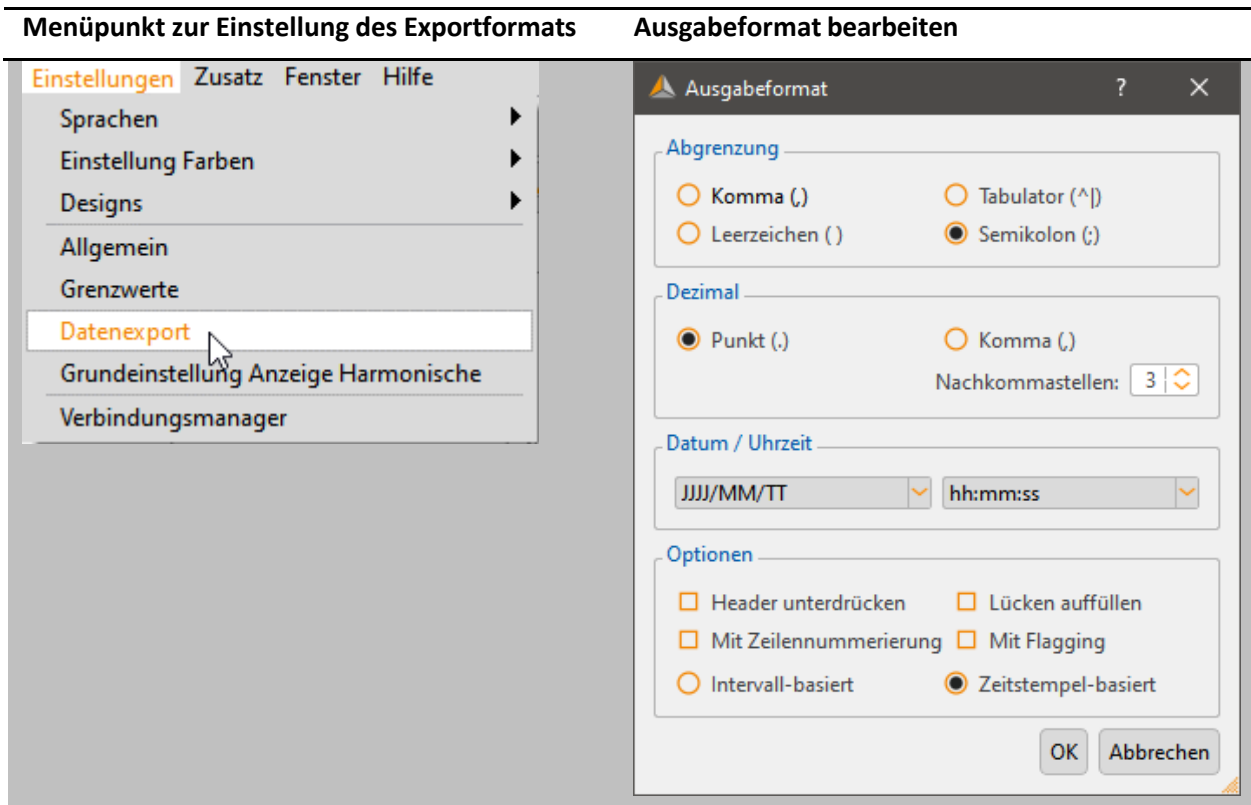 Menüpunkt zur Einstellung des Exportformats
Einstellungen Zusatz Fenster Hilfe
Sprachen
Einstellung Farben
Designs
Allgemein
Grenzwerte
Datenexport
Grundeinstellung Anzeige Harmonische
Verbindungsmanager
Ausgabeformat bearbeiten
Ausgabeformat ?
Abgrenzung
Komma (,) Tabulator (^|)
Leerzeichen ( ) Semikolon (;)
Dezimal
Punkt (.) Komma (,)
Nachkommastellen: 3
Datum / Uhrzeit
JJJJ/MM/TT hh:mm:ss
Optionen
Header unterdrücken Lücken auffüllen
Mit Zeilennummerierung Mit Flagging
Intervall-basiert Zeitstempel-basiert
OK Abbrechen